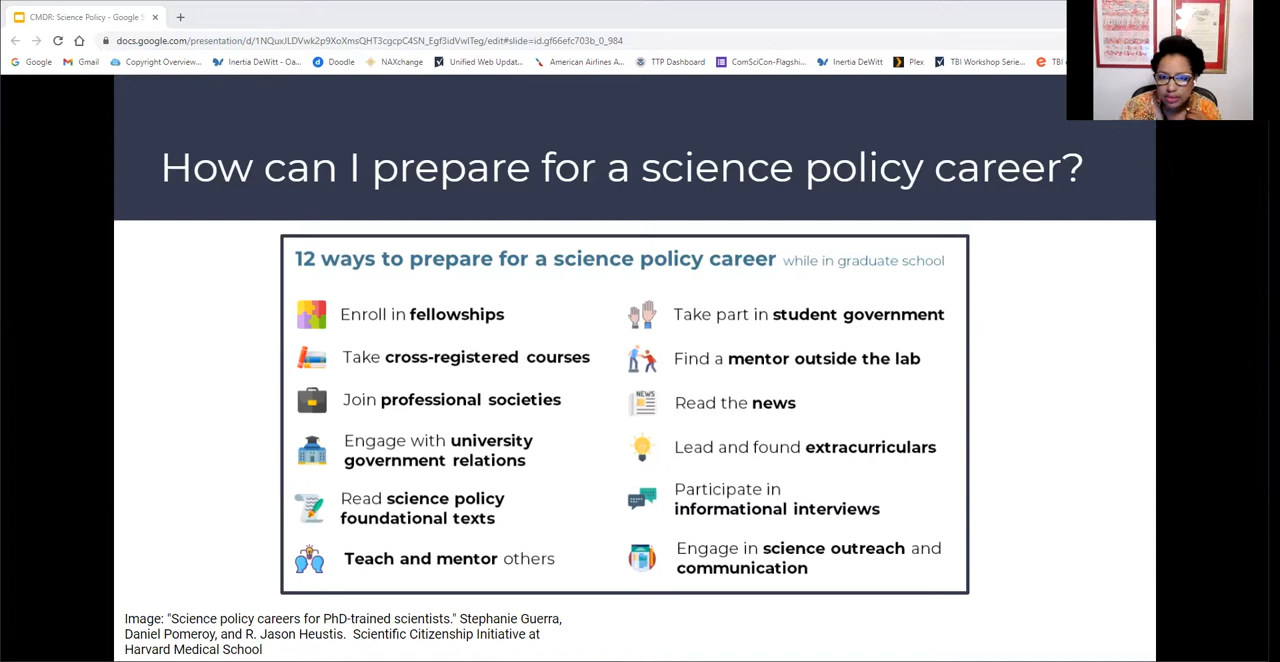 CMDR: Science Policy - Google S
docs.google.com/presentation/d/1NQuxJLDVwk2p9XoXmsQHT3cgcpGf6N_EgrbidVwlTeg/edit#slide=id.gf66efc703b_0_984
Google Gmail Copyright Overview... Inertia DeWitt - Oa... Doodle NAXchange Unified Web Updat... American Airlines A... TTP Dashboard ComSciCon-Flagshi... Inertia DeWitt Plex TBI Workshop Serie... TBI
How can I prepare for a science policy career?
12 ways to prepare for a science policy career while in graduate school
Enroll in fellowships
Take cross-registered courses
Join professional societies
Engage with university
government relations
Read science policy
foundational texts
Teach and mentor others
Take part in student government
Find a mentor outside the lab
NEWS
Read the news
Lead and found extracurriculars
Participate in
informational interviews
Engage in science outreach and
communication
Image: "Science policy careers for PhD-trained scientists." Stephanie Guerra,
Daniel Pomeroy, and R. Jason Heustis. Scientific Citizenship Initiative at
Harvard Medical School